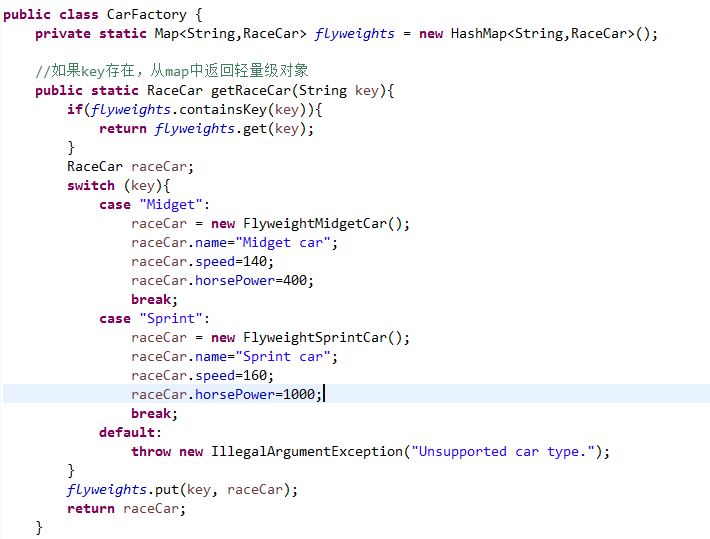 public class CarFactory {
    private static Map<String,RaceCar> flyweights = new HashMap<String,RaceCar>();

    //如果key存在，从map中返回轻量级对象
    public static RaceCar getRaceCar(String key){
        if(flyweights.containsKey(key)){
            return flyweights.get(key);
        }
        RaceCar raceCar;
        switch (key){
            case "Midget":
                raceCar = new FlyweightMidgetCar();
                raceCar.name="Midget car";
                raceCar.speed=140;
                raceCar.horsePower=400;
                break;
            case "Sprint":
                raceCar = new FlyweightSprintCar();
                raceCar.name="Sprint car";
                raceCar.speed=160;
                raceCar.horsePower=1000;
                break;
            default:
                throw new IllegalArgumentException("Unsupported car type.");
        }
        flyweights.put(key, raceCar);
        return raceCar;
    }